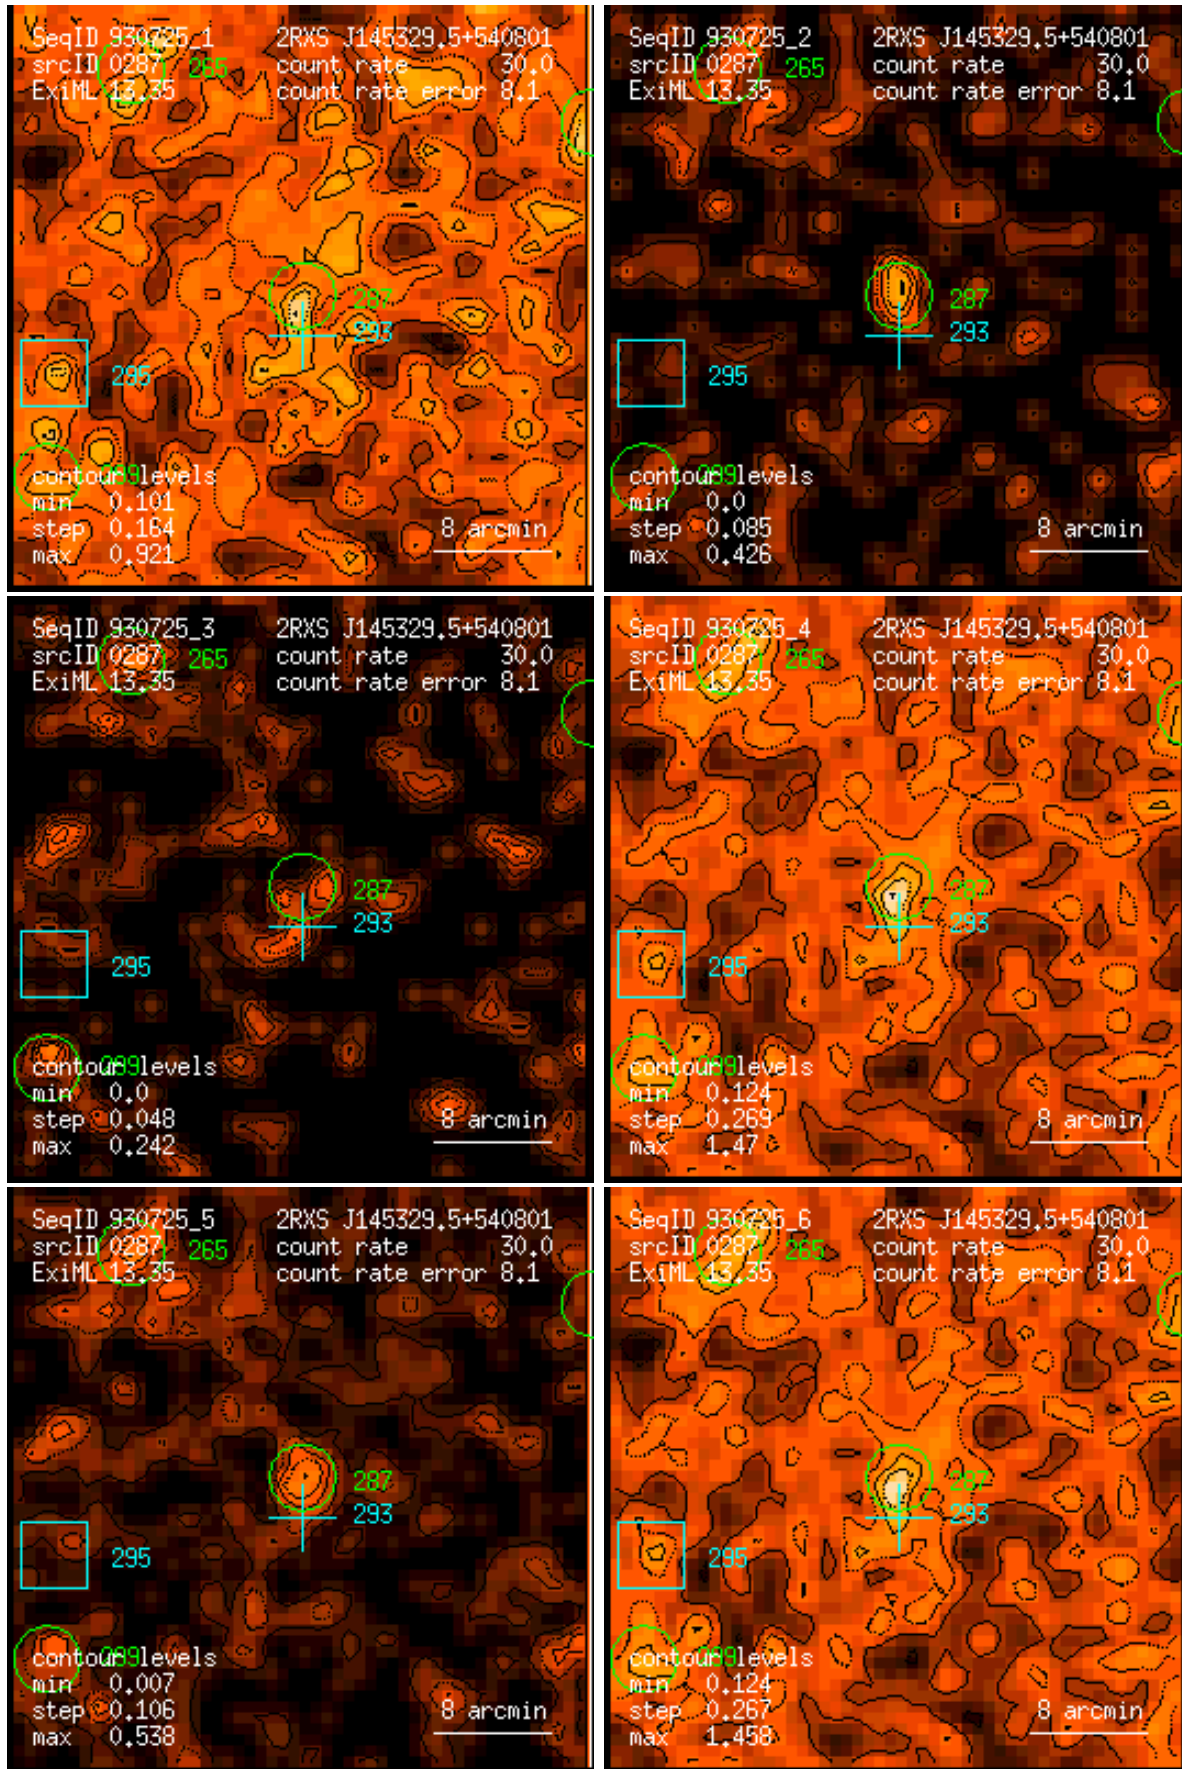 SeqID 930725_1 2RXS J145329.5+540801
srcID 0287 265 count rate 30.0
ExiML 13.35 count rate error 8.1
287
293
295
contour levels
min 0.101
step 0.164 8 arcmin
max 0.921
SeqID 930725_2 2RXS J145329.5+540801
srcID 0287 265 count rate 30.0
ExiML 13.35 count rate error 8.1
287
293
295
contour levels
min 0.0
step 0.085 8 arcmin
max 0.426
SeqID 930725_3 2RXS J145329.5+540801
srcID 0287 265 count rate 30.0
ExiML 13.35 count rate error 8.1
287
293
295
contour levels
min 0.0
step 0.048 8 arcmin
max 0.242
SeqID 930725_4 2RXS J145329.5+540801
srcID 0287 265 count rate 30.0
ExiML 13.35 count rate error 8.1
287
293
295
contour levels
min 0.124
step 0.269 8 arcmin
max 1.47
SeqID 930725_5 2RXS J145329.5+540801
srcID 0287 265 count rate 30.0
ExiML 13.35 count rate error 8.1
287
293
295
contour levels
min 0.007
step 0.106 8 arcmin
max 0.538
SeqID 930725_6 2RXS J145329.5+540801
srcID 0287 265 count rate 30.0
ExiML 13.35 count rate error 8.1
287
293
295
contour levels
min 0.124
step 0.267 8 arcmin
max 1.458